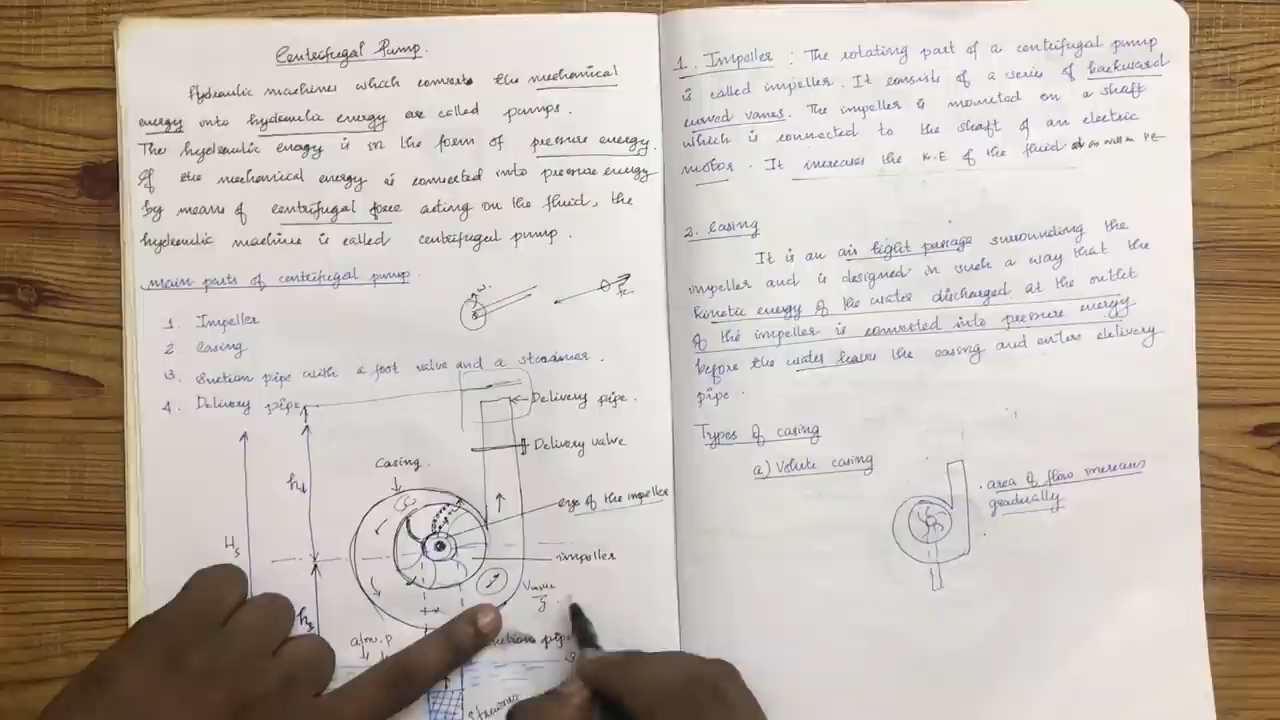 Centrifugal Pump.
Hydraulic machines which converts the mechanical
energy into hydraulic energy are called pumps.
The hydraulic energy is in the form of pressure energy.
If the mechanical energy is converted into pressure energy
by means of centrifugal force acting on the fluid, the
hydraulic machine is called centrifugal pump.
main parts of centrifugal pump.
1. Impeller
2 Casing
3. Suction pipe with a foot valve and a strainer.
4. Delivery pipe
Delivery pipe.
Delivery valve
Casing.
eye of the impeller
impeller
Hs
hd
hs
atm. p
Strainer
1. Impeller : The rotating part of a centrifugal pump
is called impeller. It consists of a series of backward
curved vanes. The impeller is mounted on a shaft
which is connected to the shaft of an electric
motor. It increases the K.E of the fluid
2. Casing
It is an air tight passage surrounding the
impeller and is designed in such a way that the
Kinetic energy of the water discharged at the outlet
of the impeller is converted into pressure energy
before the water leaves the casing and enters delivery
pipe.
Types of casing
a) Volute casing
. area of flow increases
gradually